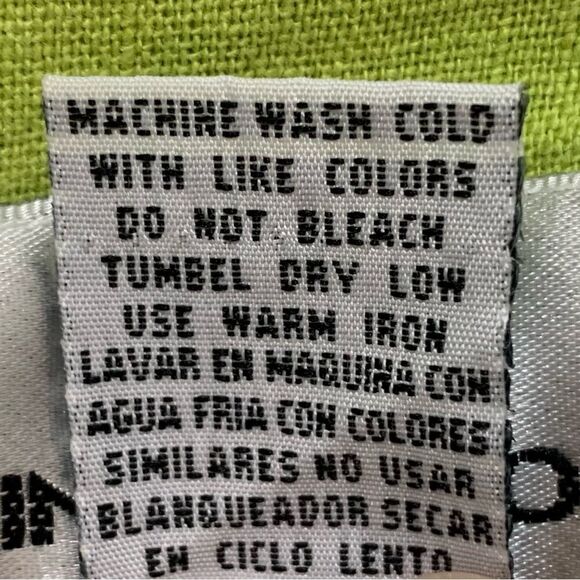 MACHINE WASH COLD
WITH LIKE COLORS
DO NOT BLEACH
TUMBEL DRY LOW
USE WARM IRON
LAVAR EN MAQUINA CON
AGUA FRIA CON COLORES
SIMILARES NO USAR
BLANQUEADOR SECAR
EN CICLO LENTO